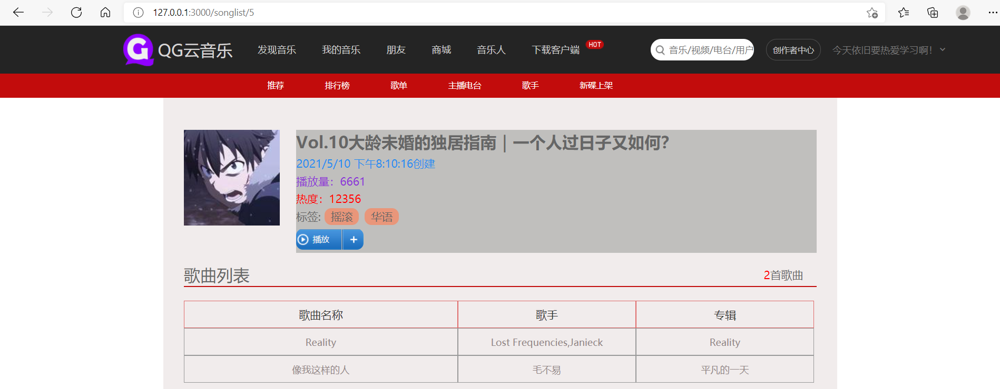 127.0.0.1:3000/songlist/5
QG云音乐 发现音乐 我的音乐 朋友 商城 音乐人 下载客户端 HOT 音乐/视频/电台/用户 创作者中心 今天依旧要热爱学习啊！
推荐 排行榜 歌单 主播电台 歌手 新碟上架
Vol.10大龄未婚的独居指南｜一个人过日子又如何？
2021/5/10 下午8:10:16创建
播放量：6661
热度：12356
标签: 摇滚 华语
播放 +
歌曲列表 2首歌曲
歌曲名称 歌手 专辑
Reality Lost Frequencies,Janieck Reality
像我这样的人 毛不易 平凡的一天